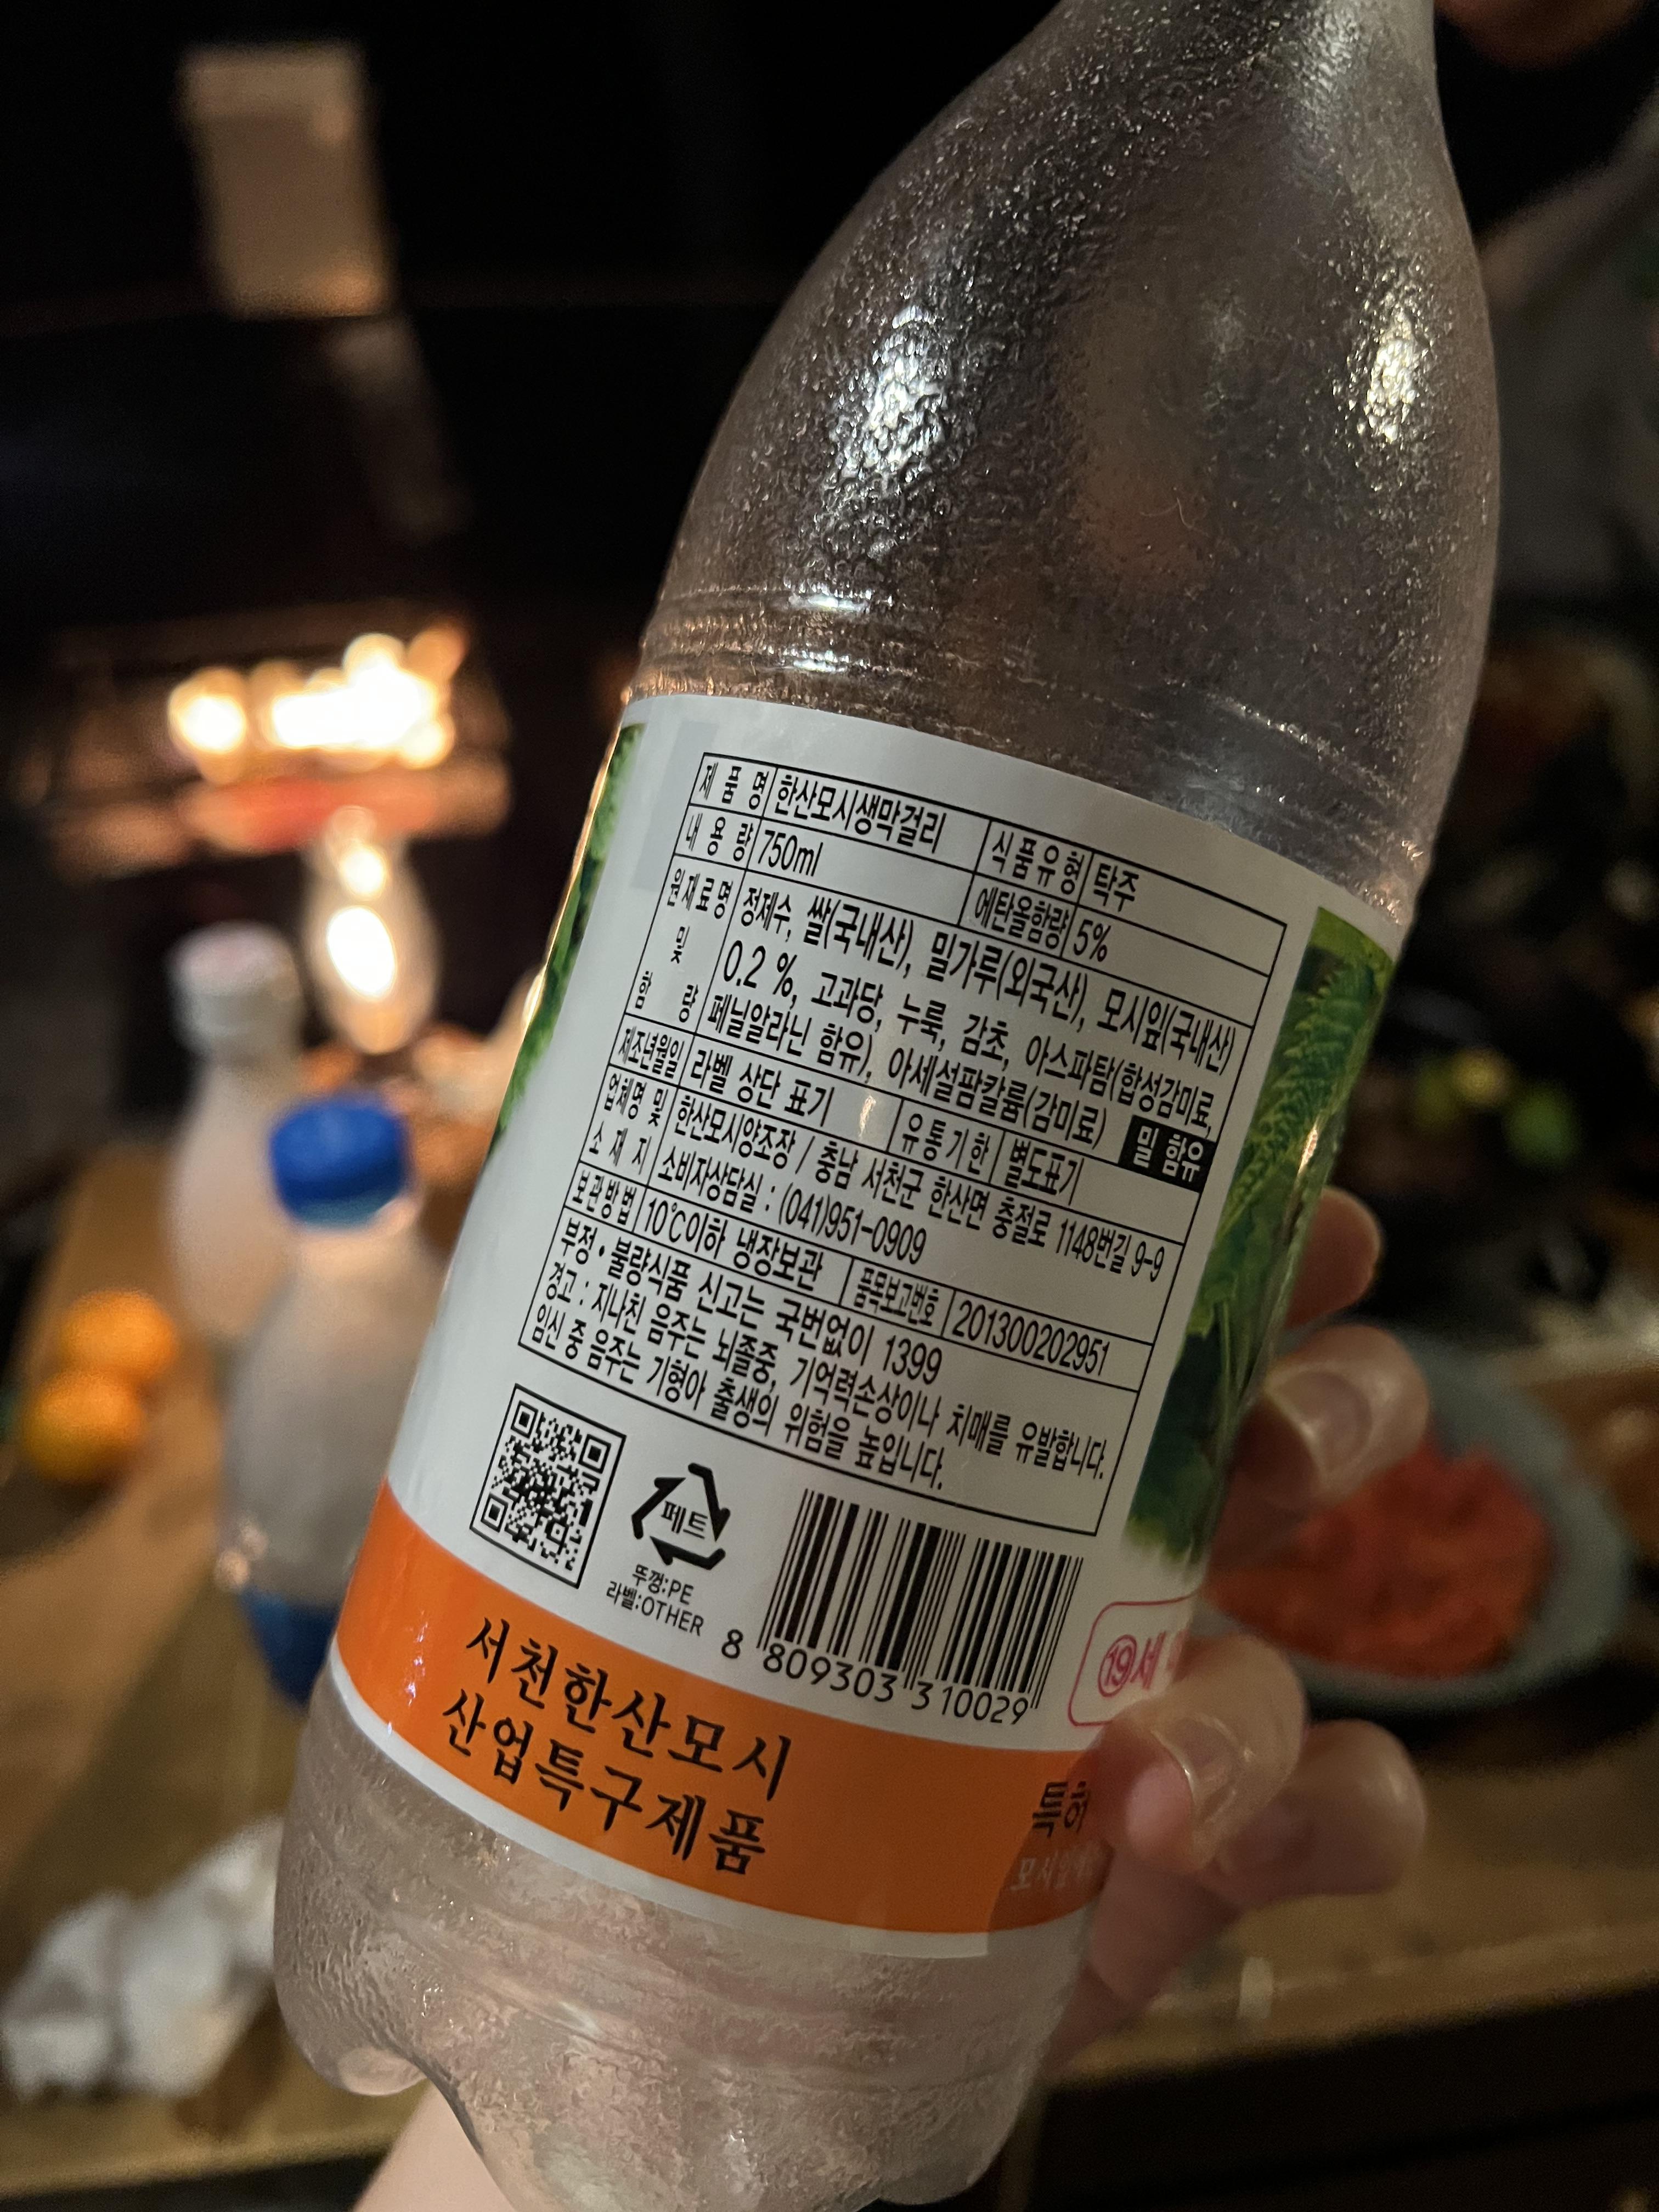 제 품 명 한산모시생막걸리 식품유형 탁주
내 용 량 750ml 에탄올함량 5%
원재료명 및 함 량 정제수, 쌀(국내산), 밀가루(외국산), 모시잎(국내산)
0.2 %, 고과당, 누룩, 감초, 아스파탐(합성감미료,
페닐알라닌 함유), 아세설팜칼륨(감미료) 밀 함유
제조년월일 라벨 상단 표기 유통기한 별도표기
업체명 및 소 재 지 한산모시양조장 / 충남 서천군 한산면 충절로 1148번길 9-9
소비자상담실 : (041)951-0909
보관방법 10℃이하 냉장보관 품목보고번호 201300202951
부정·불량식품 신고는 국번없이 1399
경고 : 지나친 음주는 뇌졸중, 기억력손상이나 치매를 유발합니다.
임신 중 음주는 기형아 출생의 위험을 높입니다.
페트
뚜껑:PE
라벨:OTHER
8 809303 310029
19세
서천한산모시
산업특구제품
특허